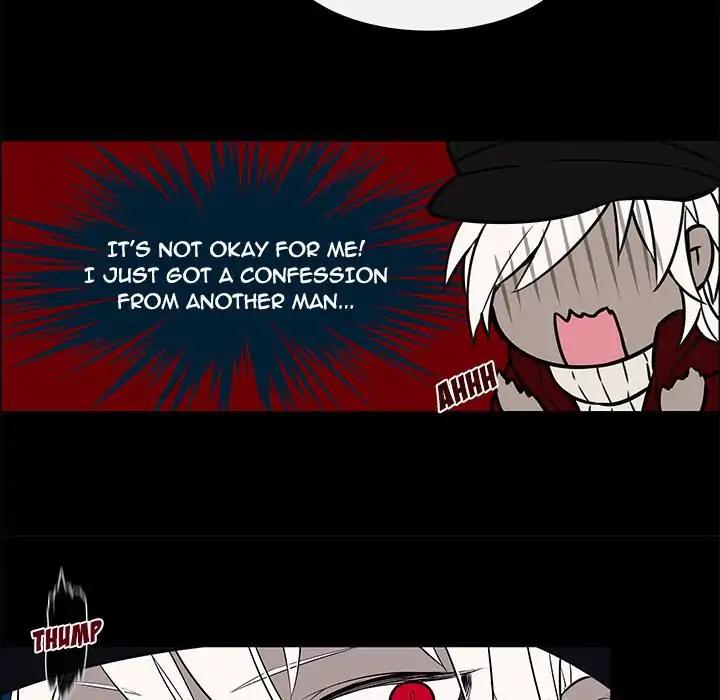 IT'S NOT OKAY FOR ME!
I JUST GOT A CONFESSION
FROM ANOTHER MAN...
AHHH
THUMP